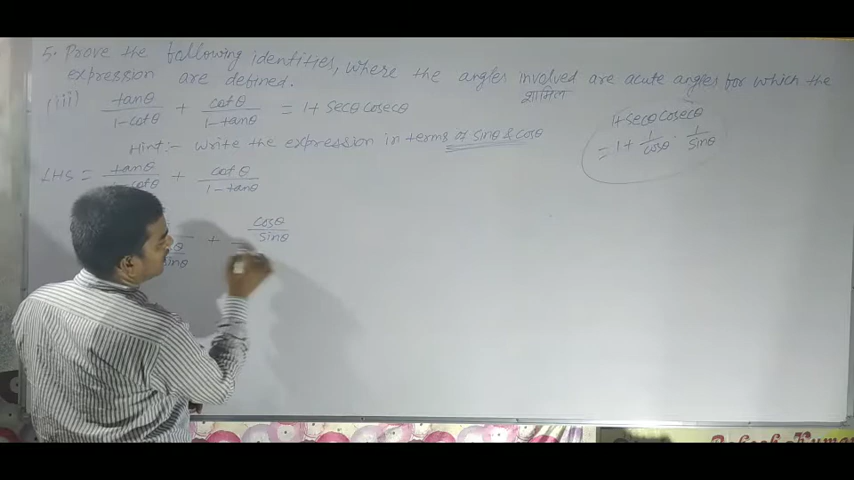 5. Prove the following identities, where the angles involved are acute angles for which the
शामिल
expression are defined.
(iii) tanθ/1-cotθ + cotθ/1-tanθ = 1+ secθ cosecθ
Hint:- Write the expression in terms of sinθ & cosθ
1+secθ cosecθ
= 1+ 1/cosθ · 1/sinθ
LHS = tanθ/1-cotθ + cotθ/1-tanθ
+ cosθ/sinθ